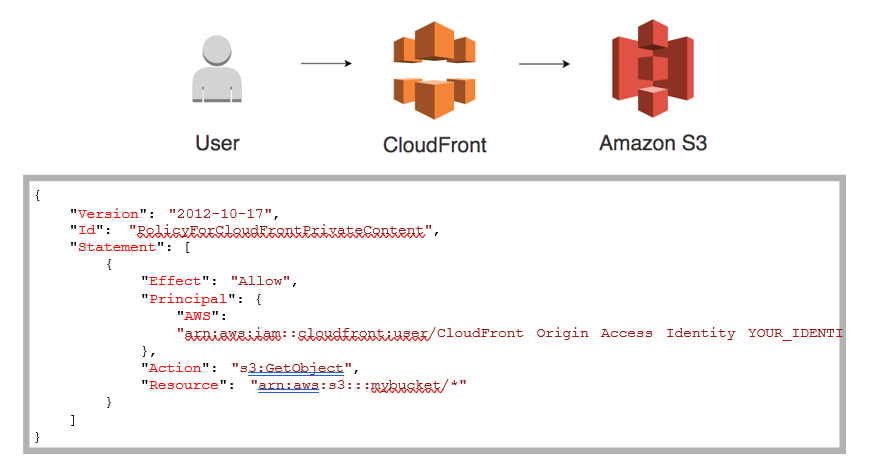 User
CloudFront
Amazon S3
{
"Version": "2012-10-17",
"Id": "PolicyForCloudFrontPrivateContent",
"Statement": [
{
"Effect": "Allow",
"Principal": {
"AWS":
"arn:aws:iam::cloudfront:user/CloudFront Origin Access Identity YOUR_IDENTI
},
"Action": "s3:GetObject",
"Resource": "arn:aws:s3:::mybucket/*"
}
]
}